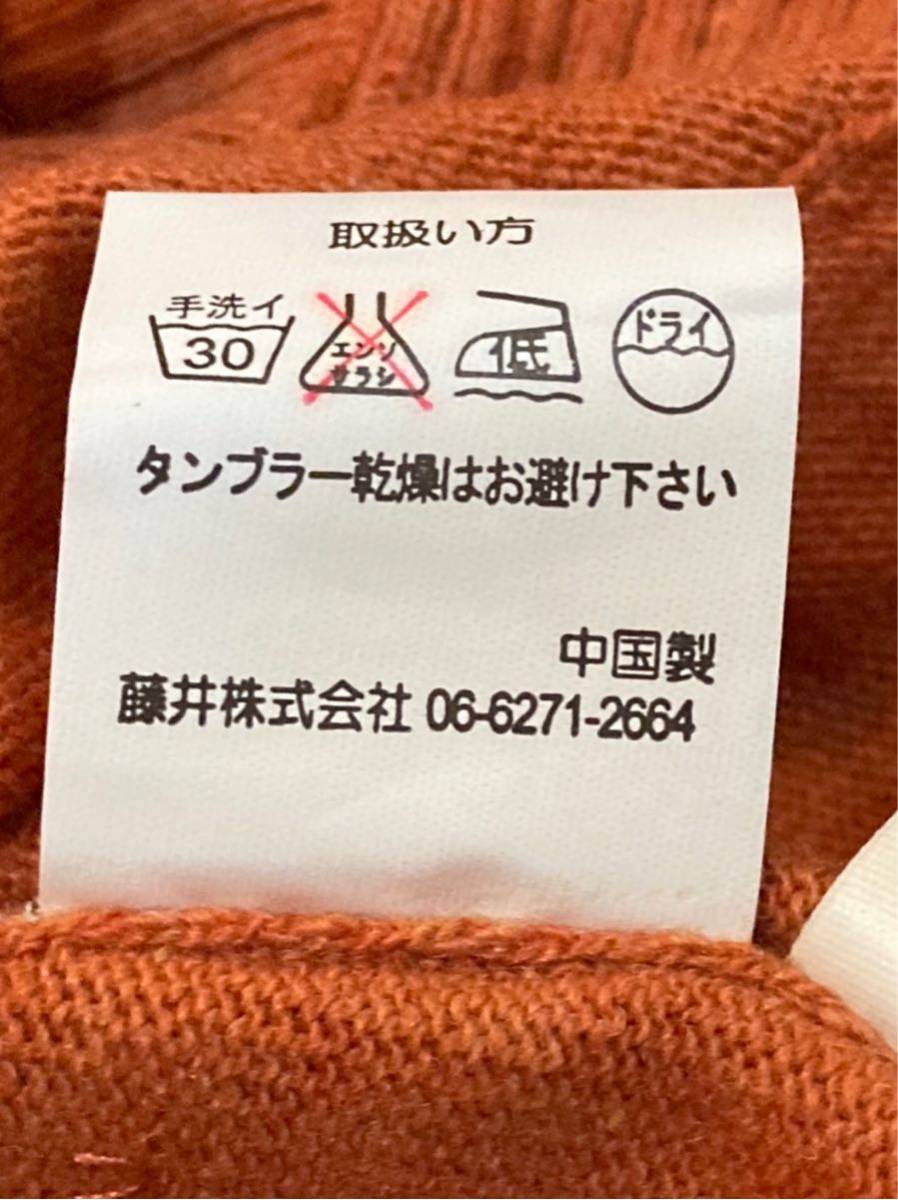 取扱い方
手洗イ
30
エンソ
サラシ
低
ドライ
タンブラー乾燥はお避け下さい
中国製
藤井株式会社 06-6271-2664